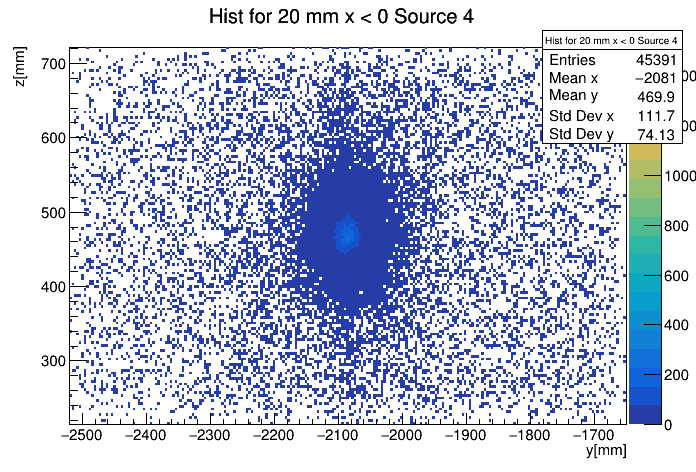 Hist for 20 mm x < 0 Source 4
Hist for 20 mm x < 0 Source 4
Entries 45391
Mean x −2081
Mean y 469.9
Std Dev x 111.7
Std Dev y 74.13
z[mm]
700
600
500
400
300
−2500 −2400 −2300 −2200 −2100 −2000 −1900 −1800 −1700
y[mm]
1000
800
600
400
200
0